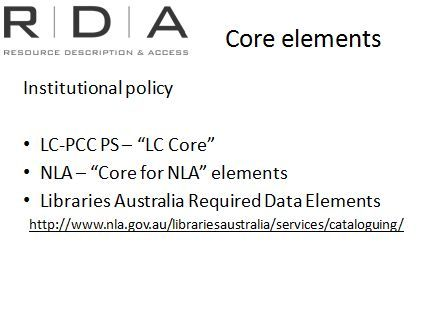 R | D | A
RESOURCE DESCRIPTION & ACCESS
Core elements
Institutional policy
• LC-PCC PS – “LC Core”
• NLA – “Core for NLA” elements
• Libraries Australia Required Data Elements
http://www.nla.gov.au/librariesaustralia/services/cataloguing/